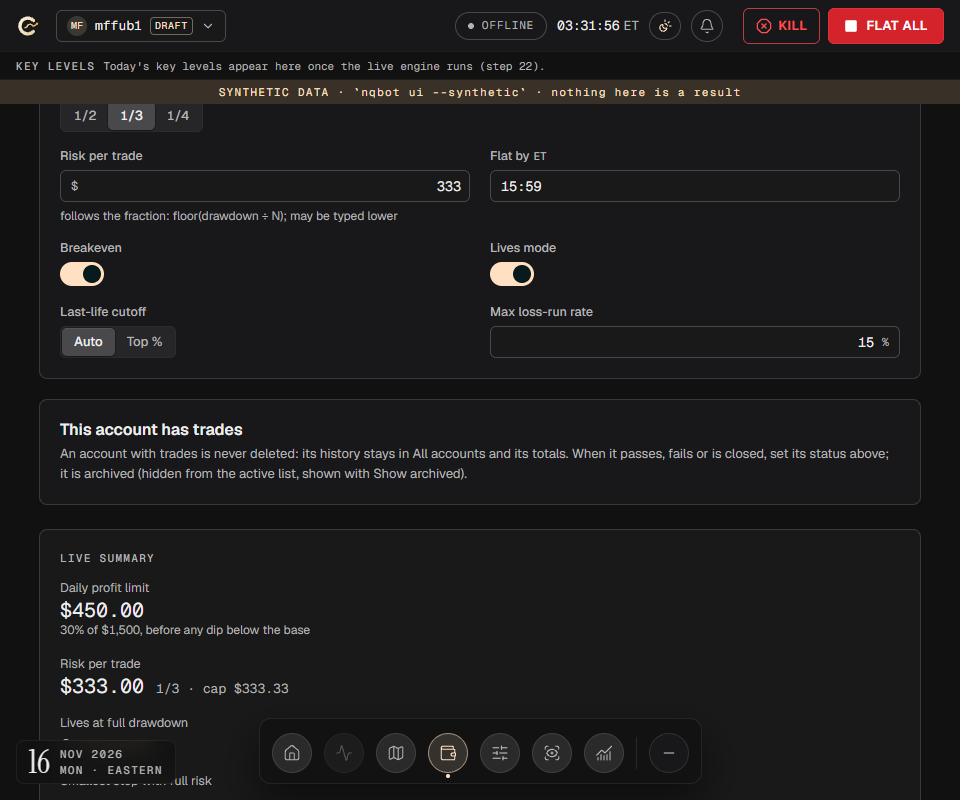 MF mffub1 DRAFT
OFFLINE
03:31:56 ET
KILL
FLAT ALL
KEY LEVELS Today's key levels appear here once the live engine runs (step 22).
SYNTHETIC DATA · `nqbot ui --synthetic` · nothing here is a result
1/2 1/3 1/4
Risk per trade
Flat by ET
$ 333
15:59
follows the fraction: floor(drawdown ÷ N); may be typed lower
Breakeven
Lives mode
Last-life cutoff
Max loss-run rate
Auto Top %
15 %
This account has trades
An account with trades is never deleted: its history stays in All accounts and its totals. When it passes, fails or is closed, set its status above;
it is archived (hidden from the active list, shown with Show archived).
LIVE SUMMARY
Daily profit limit
$450.00
30% of $1,500, before any dip below the base
Risk per trade
$333.00 1/3 · cap $333.33
Lives at full drawdown
16 NOV 2026
MON · EASTERN
full risk